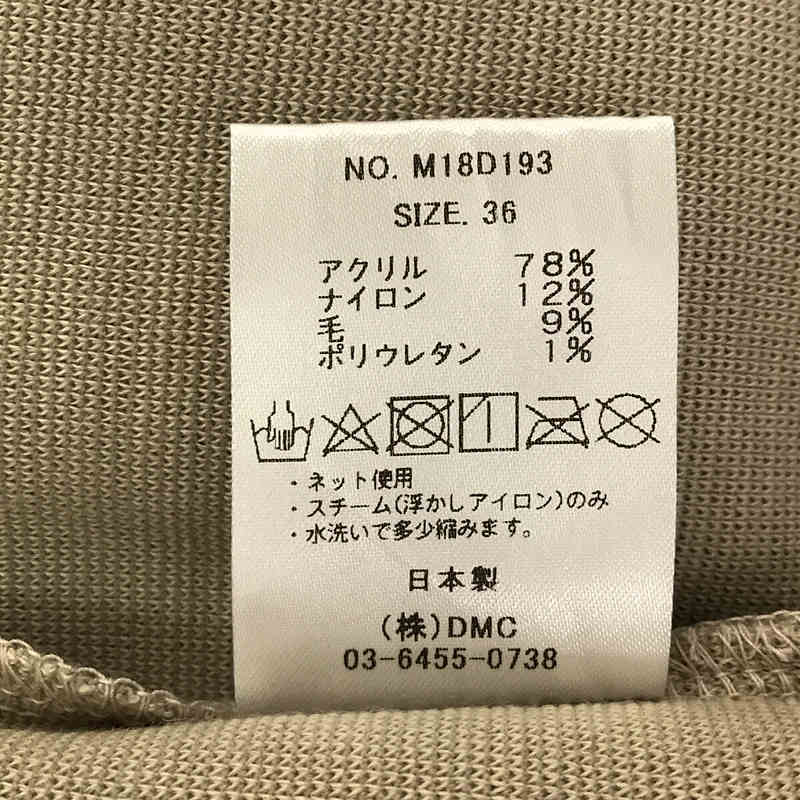 NO. M18D193
SIZE. 36
アクリル 78%
ナイロン 12%
毛 9%
ポリウレタン 1%
・ネット使用
・スチーム(浮かしアイロン)のみ
・水洗いで多少縮みます。
日本製
(株)DMC
03-6455-0738